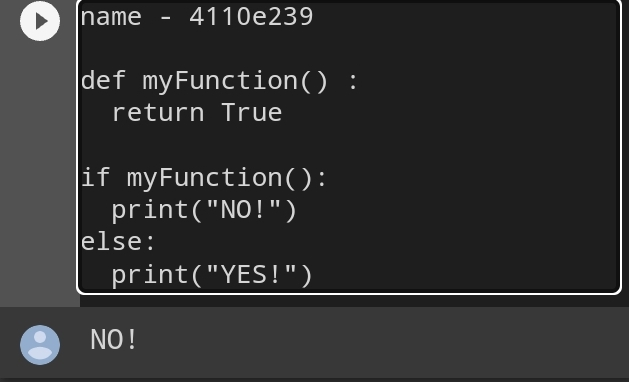 name - 4110e239
def myFunction() :
  return True
if myFunction():
  print("NO!")
else:
  print("YES!")
NO!